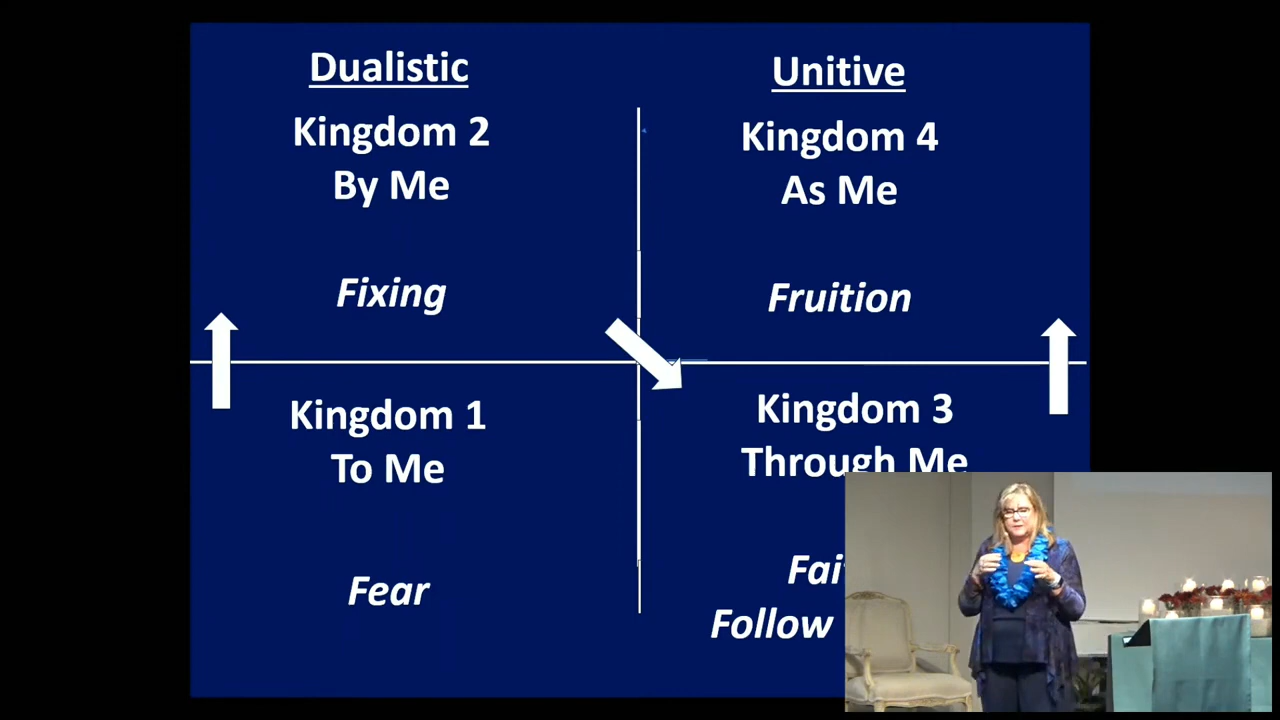 Dualistic
Kingdom 2
By Me
Fixing
Unitive
Kingdom 4
As Me
Fruition
Kingdom 1
To Me
Fear
Kingdom 3
Through Me
Follow